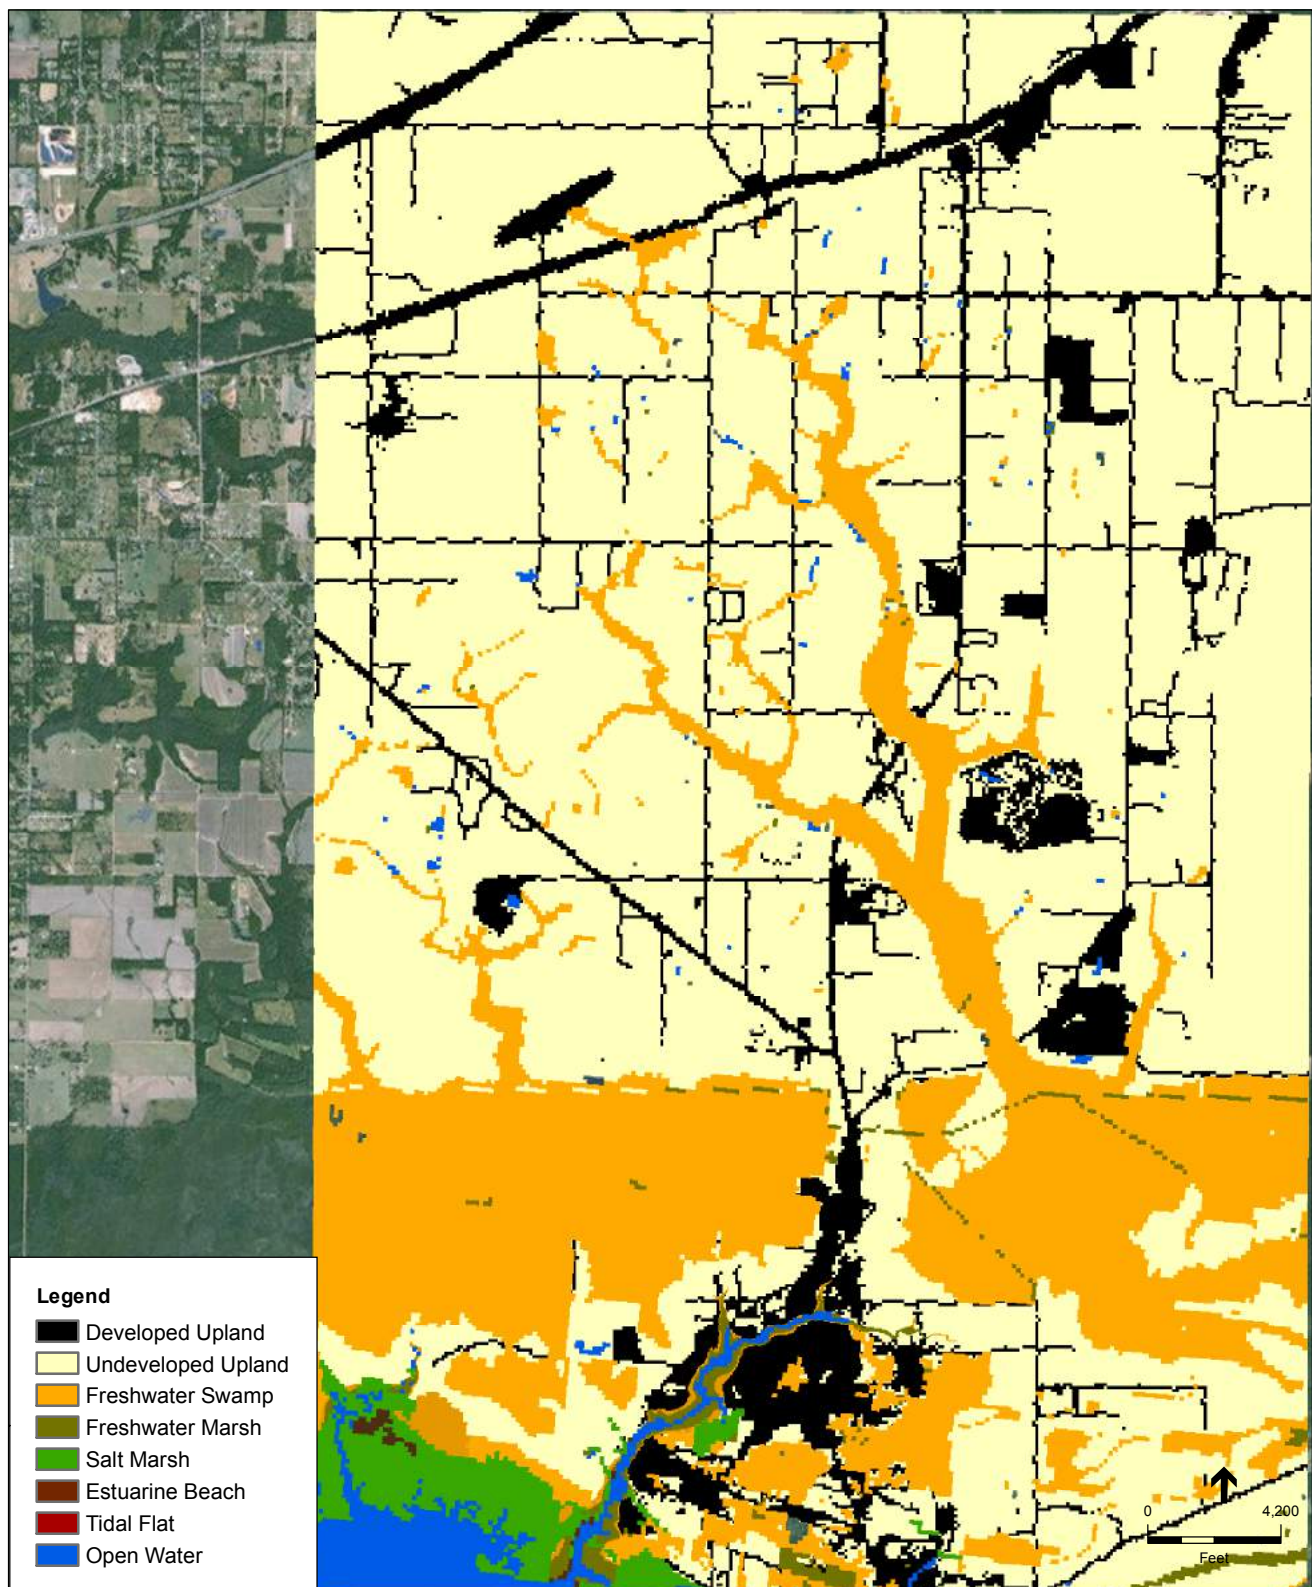 Legend
Developed Upland
Undeveloped Upland
Freshwater Swamp
Freshwater Marsh
Salt Marsh
Estuarine Beach
Tidal Flat
Open Water
0 4,200
Feet